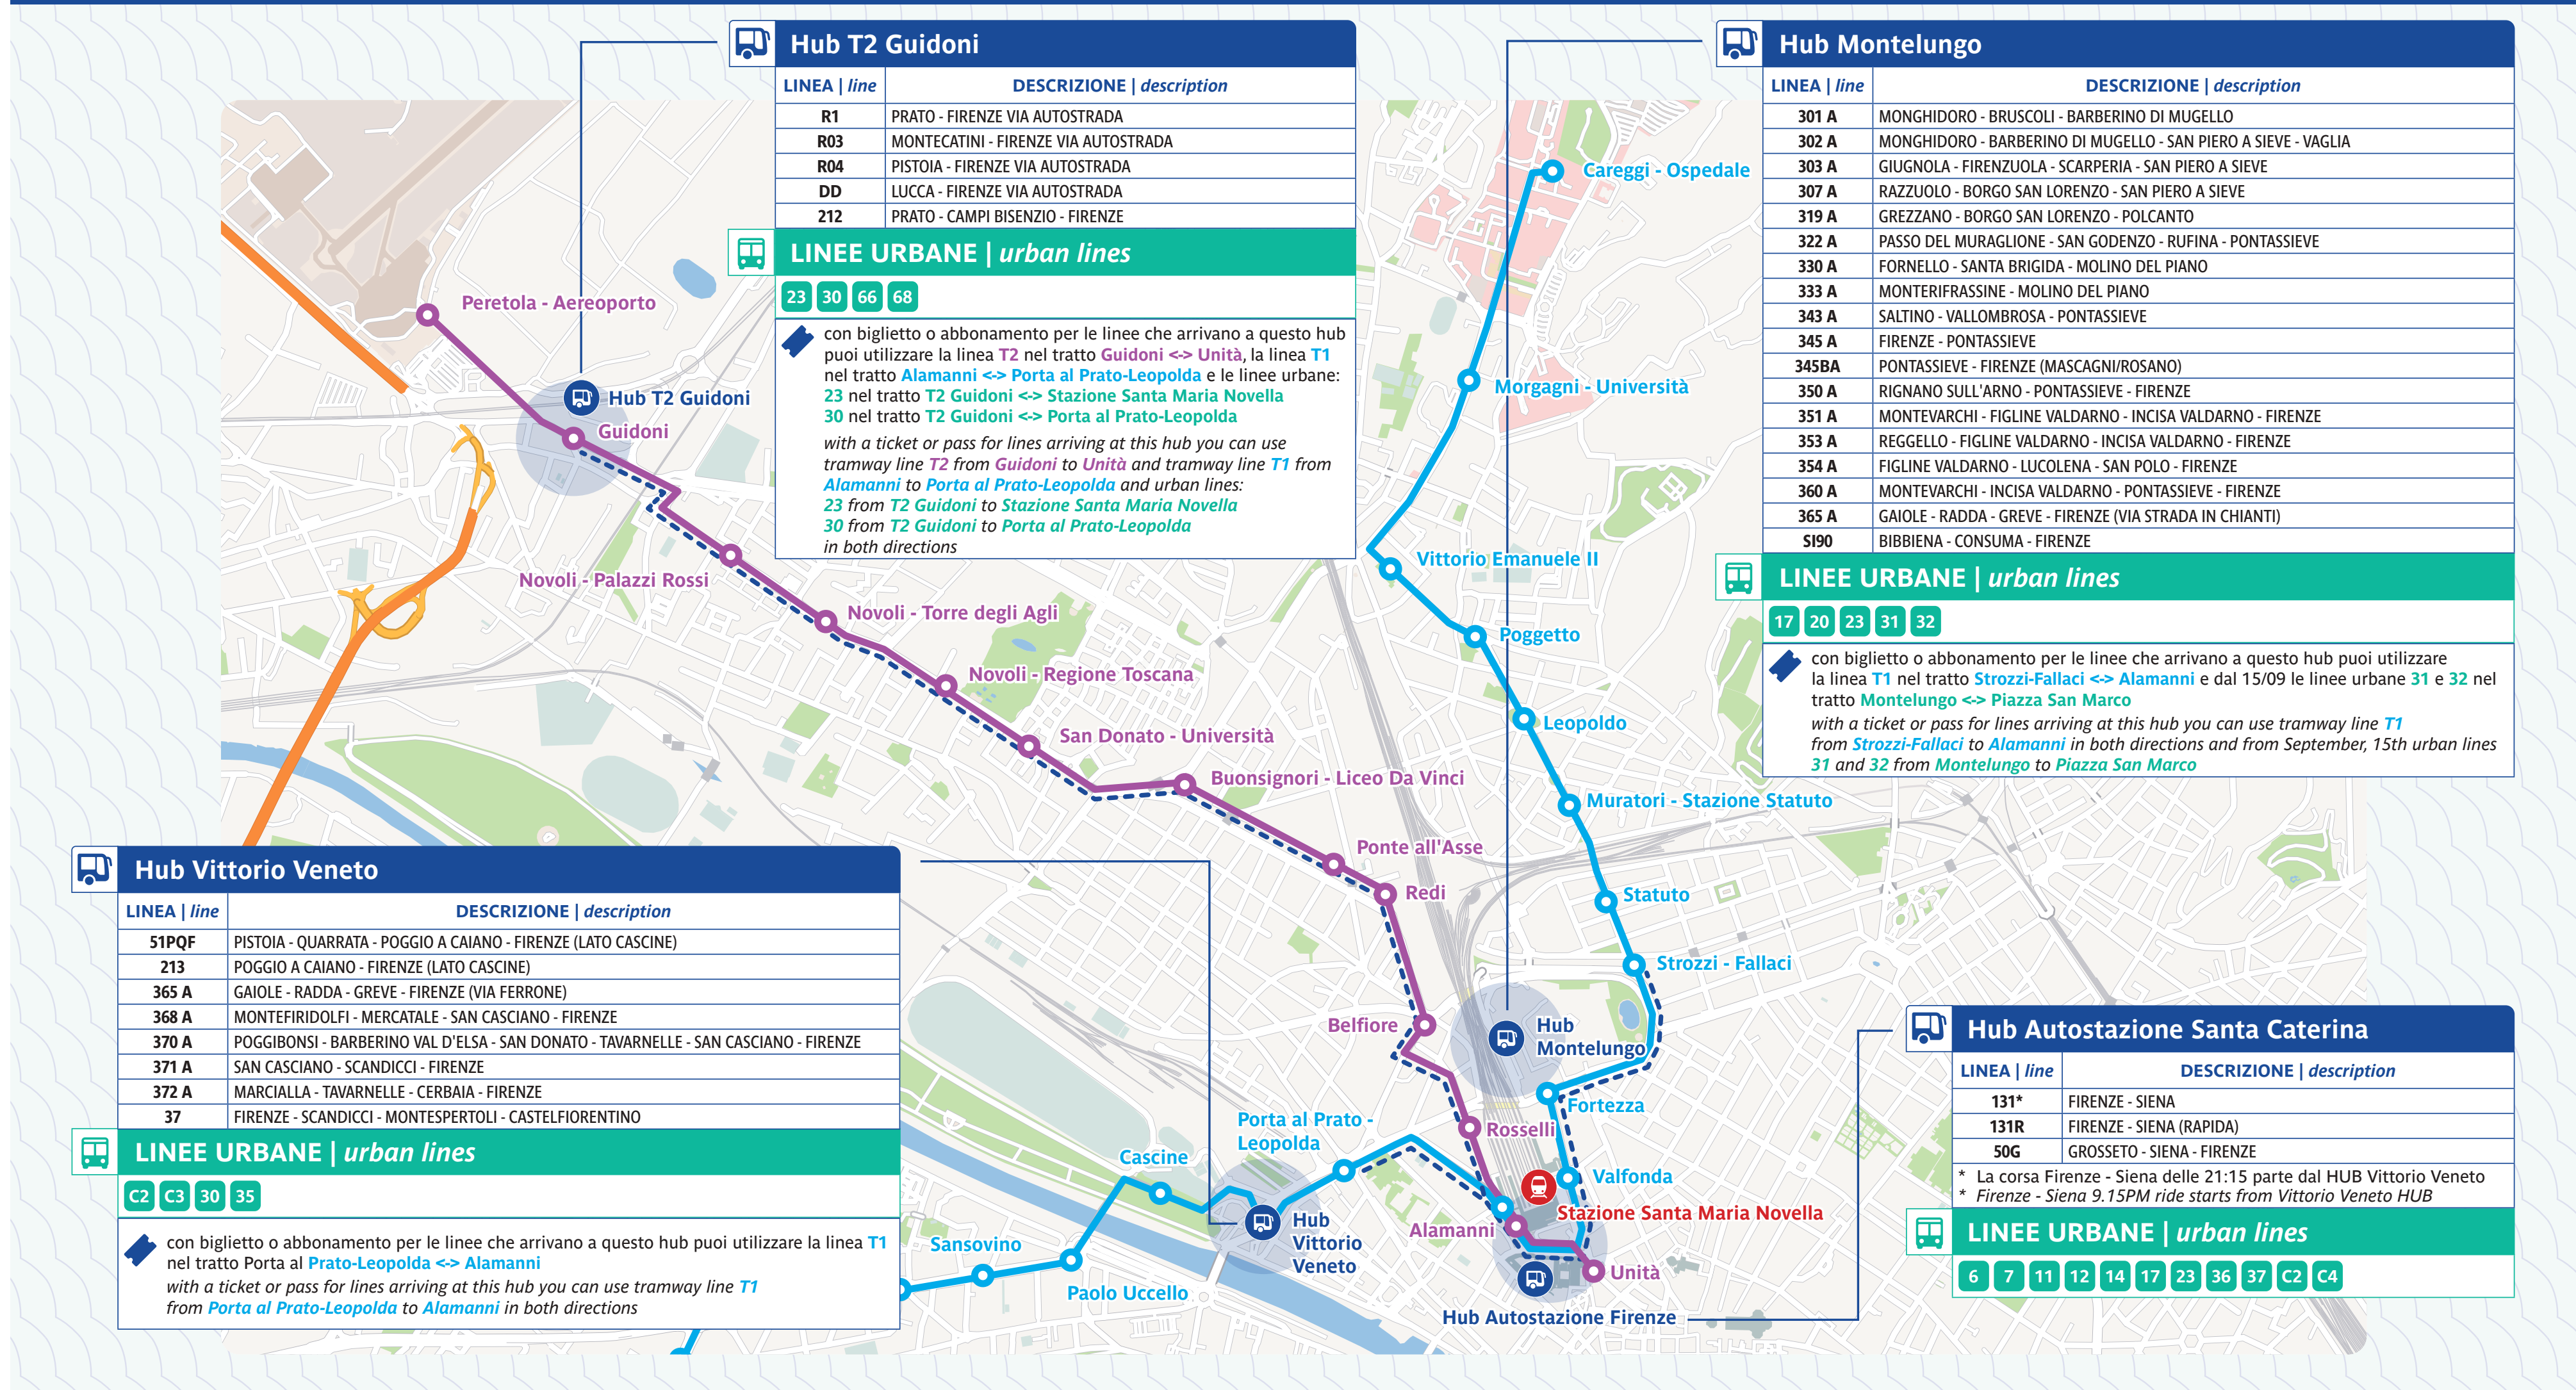 Hub T2 Guidoni
LINEA | line DESCRIZIONE | description
R1 PRATO - FIRENZE VIA AUTOSTRADA
R03 MONTECATINI - FIRENZE VIA AUTOSTRADA
R04 PISTOIA - FIRENZE VIA AUTOSTRADA
DD LUCCA - FIRENZE VIA AUTOSTRADA
212 PRATO - CAMPI BISENZIO - FIRENZE
LINEE URBANE | urban lines
23 30 66 68
con biglietto o abbonamento per le linee che arrivano a questo hub
puoi utilizzare la linea T2 nel tratto Guidoni <-> Unità, la linea T1
nel tratto Alamanni <-> Porta al Prato-Leopolda e le linee urbane:
23 nel tratto T2 Guidoni <-> Stazione Santa Maria Novella
30 nel tratto T2 Guidoni <-> Porta al Prato-Leopolda
with a ticket or pass for lines arriving at this hub you can use
tramway line T2 from Guidoni to Unità and tramway line T1 from
Alamanni to Porta al Prato-Leopolda and urban lines:
23 from T2 Guidoni to Stazione Santa Maria Novella
30 from T2 Guidoni to Porta al Prato-Leopolda
in both directions
Hub Montelungo
LINEA | line DESCRIZIONE | description
301 A MONGHIDORO - BRUSCOLI - BARBERINO DI MUGELLO
302 A MONGHIDORO - BARBERINO DI MUGELLO - SAN PIERO A SIEVE - VAGLIA
303 A GIUGNOLA - FIRENZUOLA - SCARPERIA - SAN PIERO A SIEVE
307 A RAZZUOLO - BORGO SAN LORENZO - SAN PIERO A SIEVE
319 A GREZZANO - BORGO SAN LORENZO - POLCANTO
322 A PASSO DEL MURAGLIONE - SAN GODENZO - RUFINA - PONTASSIEVE
330 A FORNELLO - SANTA BRIGIDA - MOLINO DEL PIANO
333 A MONTERIFRASSINE - MOLINO DEL PIANO
343 A SALTINO - VALLOMBROSA - PONTASSIEVE
345 A FIRENZE - PONTASSIEVE
345BA PONTASSIEVE - FIRENZE (MASCAGNI/ROSANO)
350 A RIGNANO SULL'ARNO - PONTASSIEVE - FIRENZE
351 A MONTEVARCHI - FIGLINE VALDARNO - INCISA VALDARNO - FIRENZE
353 A REGGELLO - FIGLINE VALDARNO - INCISA VALDARNO - FIRENZE
354 A FIGLINE VALDARNO - LUCOLENA - SAN POLO - FIRENZE
360 A MONTEVARCHI - INCISA VALDARNO - PONTASSIEVE - FIRENZE
365 A GAIOLE - RADDA - GREVE - FIRENZE (VIA STRADA IN CHIANTI)
SI90 BIBBIENA - CONSUMA - FIRENZE
LINEE URBANE | urban lines
17 20 23 31 32
con biglietto o abbonamento per le linee che arrivano a questo hub puoi utilizzare
la linea T1 nel tratto Strozzi-Fallaci <-> Alamanni e dal 15/09 le linee urbane 31 e 32 nel
tratto Montelungo <-> Piazza San Marco
with a ticket or pass for lines arriving at this hub you can use tramway line T1
from Strozzi-Fallaci to Alamanni in both directions and from September, 15th urban lines
31 and 32 from Montelungo to Piazza San Marco
Careggi - Ospedale
Morgagni - Università
Vittorio Emanuele II
Poggetto
Leopoldo
Muratori - Stazione Statuto
Statuto
Strozzi - Fallaci
Hub
Montelungo
Fortezza
Valfonda
Stazione Santa Maria Novella
Peretola - Aereoporto
Hub T2 Guidoni
Guidoni
Novoli - Palazzi Rossi
Novoli - Torre degli Agli
Novoli - Regione Toscana
San Donato - Università
Buonsignori - Liceo Da Vinci
Ponte all'Asse
Redi
Belfiore
Rosselli
Alamanni
Unità
Hub Autostazione Firenze
Porta al Prato -
Leopolda
Cascine
Hub
Vittorio
Veneto
Sansovino
Paolo Uccello
Hub Vittorio Veneto
LINEA | line DESCRIZIONE | description
51PQF PISTOIA - QUARRATA - POGGIO A CAIANO - FIRENZE (LATO CASCINE)
213 POGGIO A CAIANO - FIRENZE (LATO CASCINE)
365 A GAIOLE - RADDA - GREVE - FIRENZE (VIA FERRONE)
368 A MONTEFIRIDOLFI - MERCATALE - SAN CASCIANO - FIRENZE
370 A POGGIBONSI - BARBERINO VAL D'ELSA - SAN DONATO - TAVARNELLE - SAN CASCIANO - FIRENZE
371 A SAN CASCIANO - SCANDICCI - FIRENZE
372 A MARCIALLA - TAVARNELLE - CERBAIA - FIRENZE
37 FIRENZE - SCANDICCI - MONTESPERTOLI - CASTELFIORENTINO
LINEE URBANE | urban lines
C2 C3 30 35
con biglietto o abbonamento per le linee che arrivano a questo hub puoi utilizzare la linea T1
nel tratto Porta al Prato-Leopolda <-> Alamanni
with a ticket or pass for lines arriving at this hub you can use tramway line T1
from Porta al Prato-Leopolda to Alamanni in both directions
Hub Autostazione Santa Caterina
LINEA | line DESCRIZIONE | description
131* FIRENZE - SIENA
131R FIRENZE - SIENA (RAPIDA)
50G GROSSETO - SIENA - FIRENZE
* La corsa Firenze - Siena delle 21:15 parte dal HUB Vittorio Veneto
* Firenze - Siena 9.15PM ride starts from Vittorio Veneto HUB
LINEE URBANE | urban lines
6 7 11 12 14 17 23 36 37 C2 C4